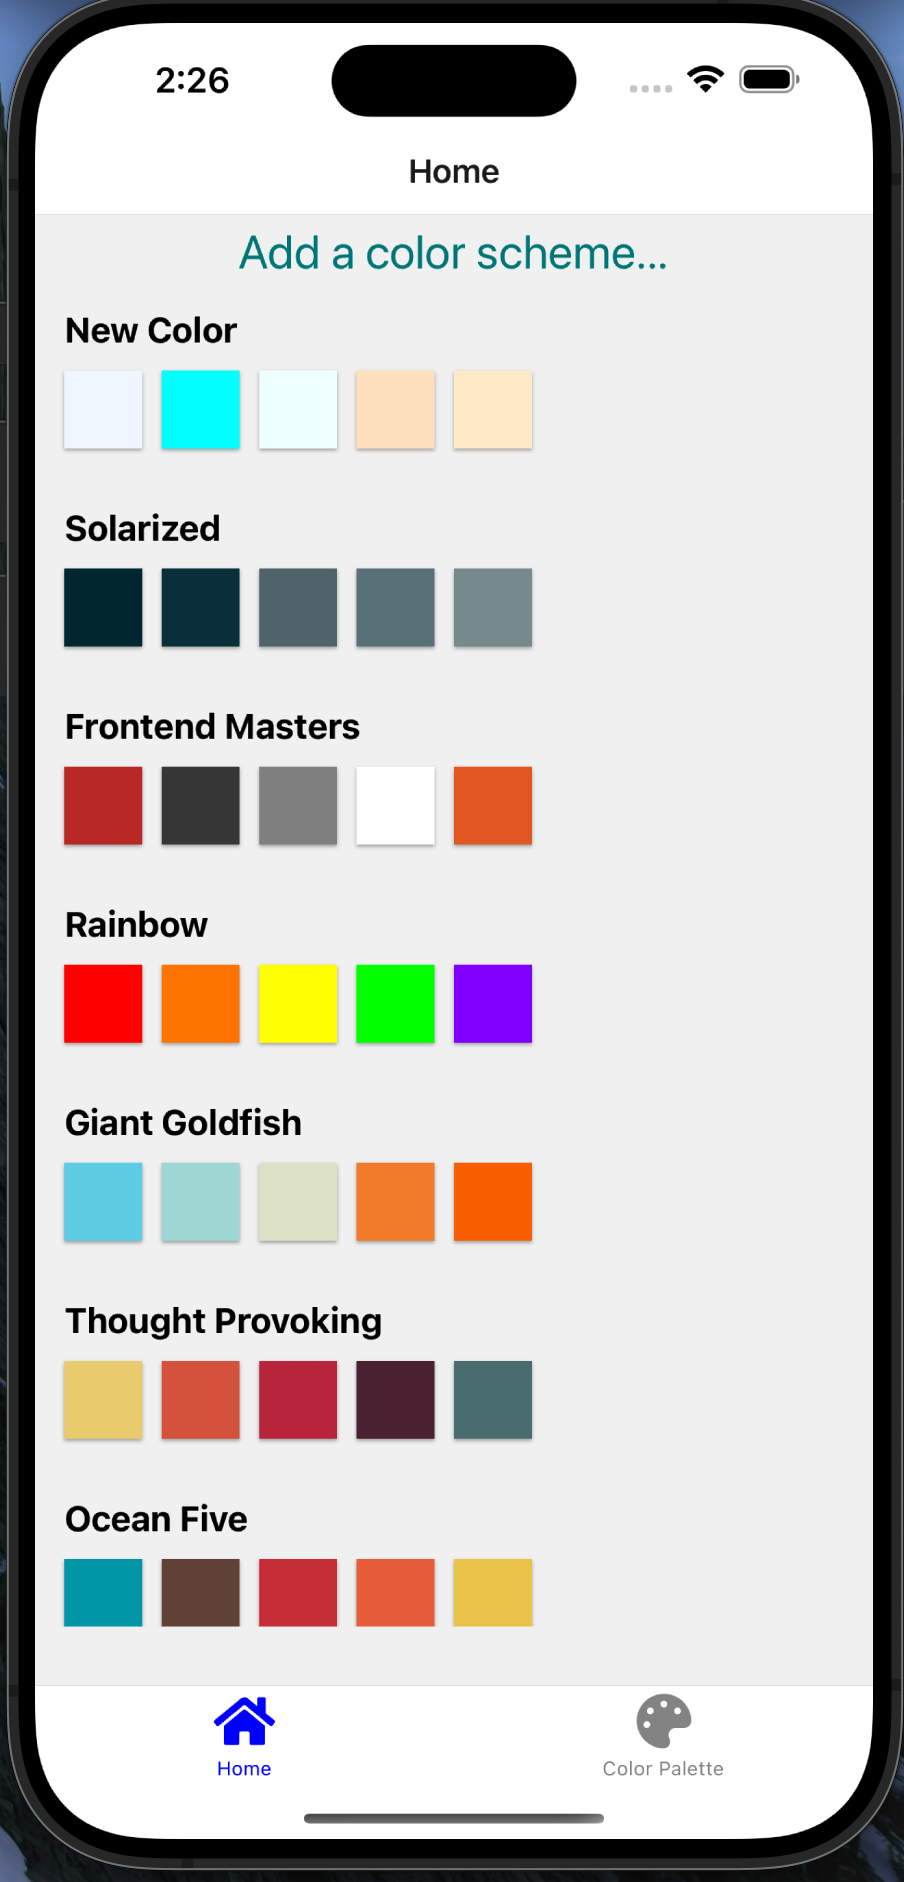 2:26
Home
Add a color scheme...
New Color
Solarized
Frontend Masters
Rainbow
Giant Goldfish
Thought Provoking
Ocean Five
Home
Color Palette